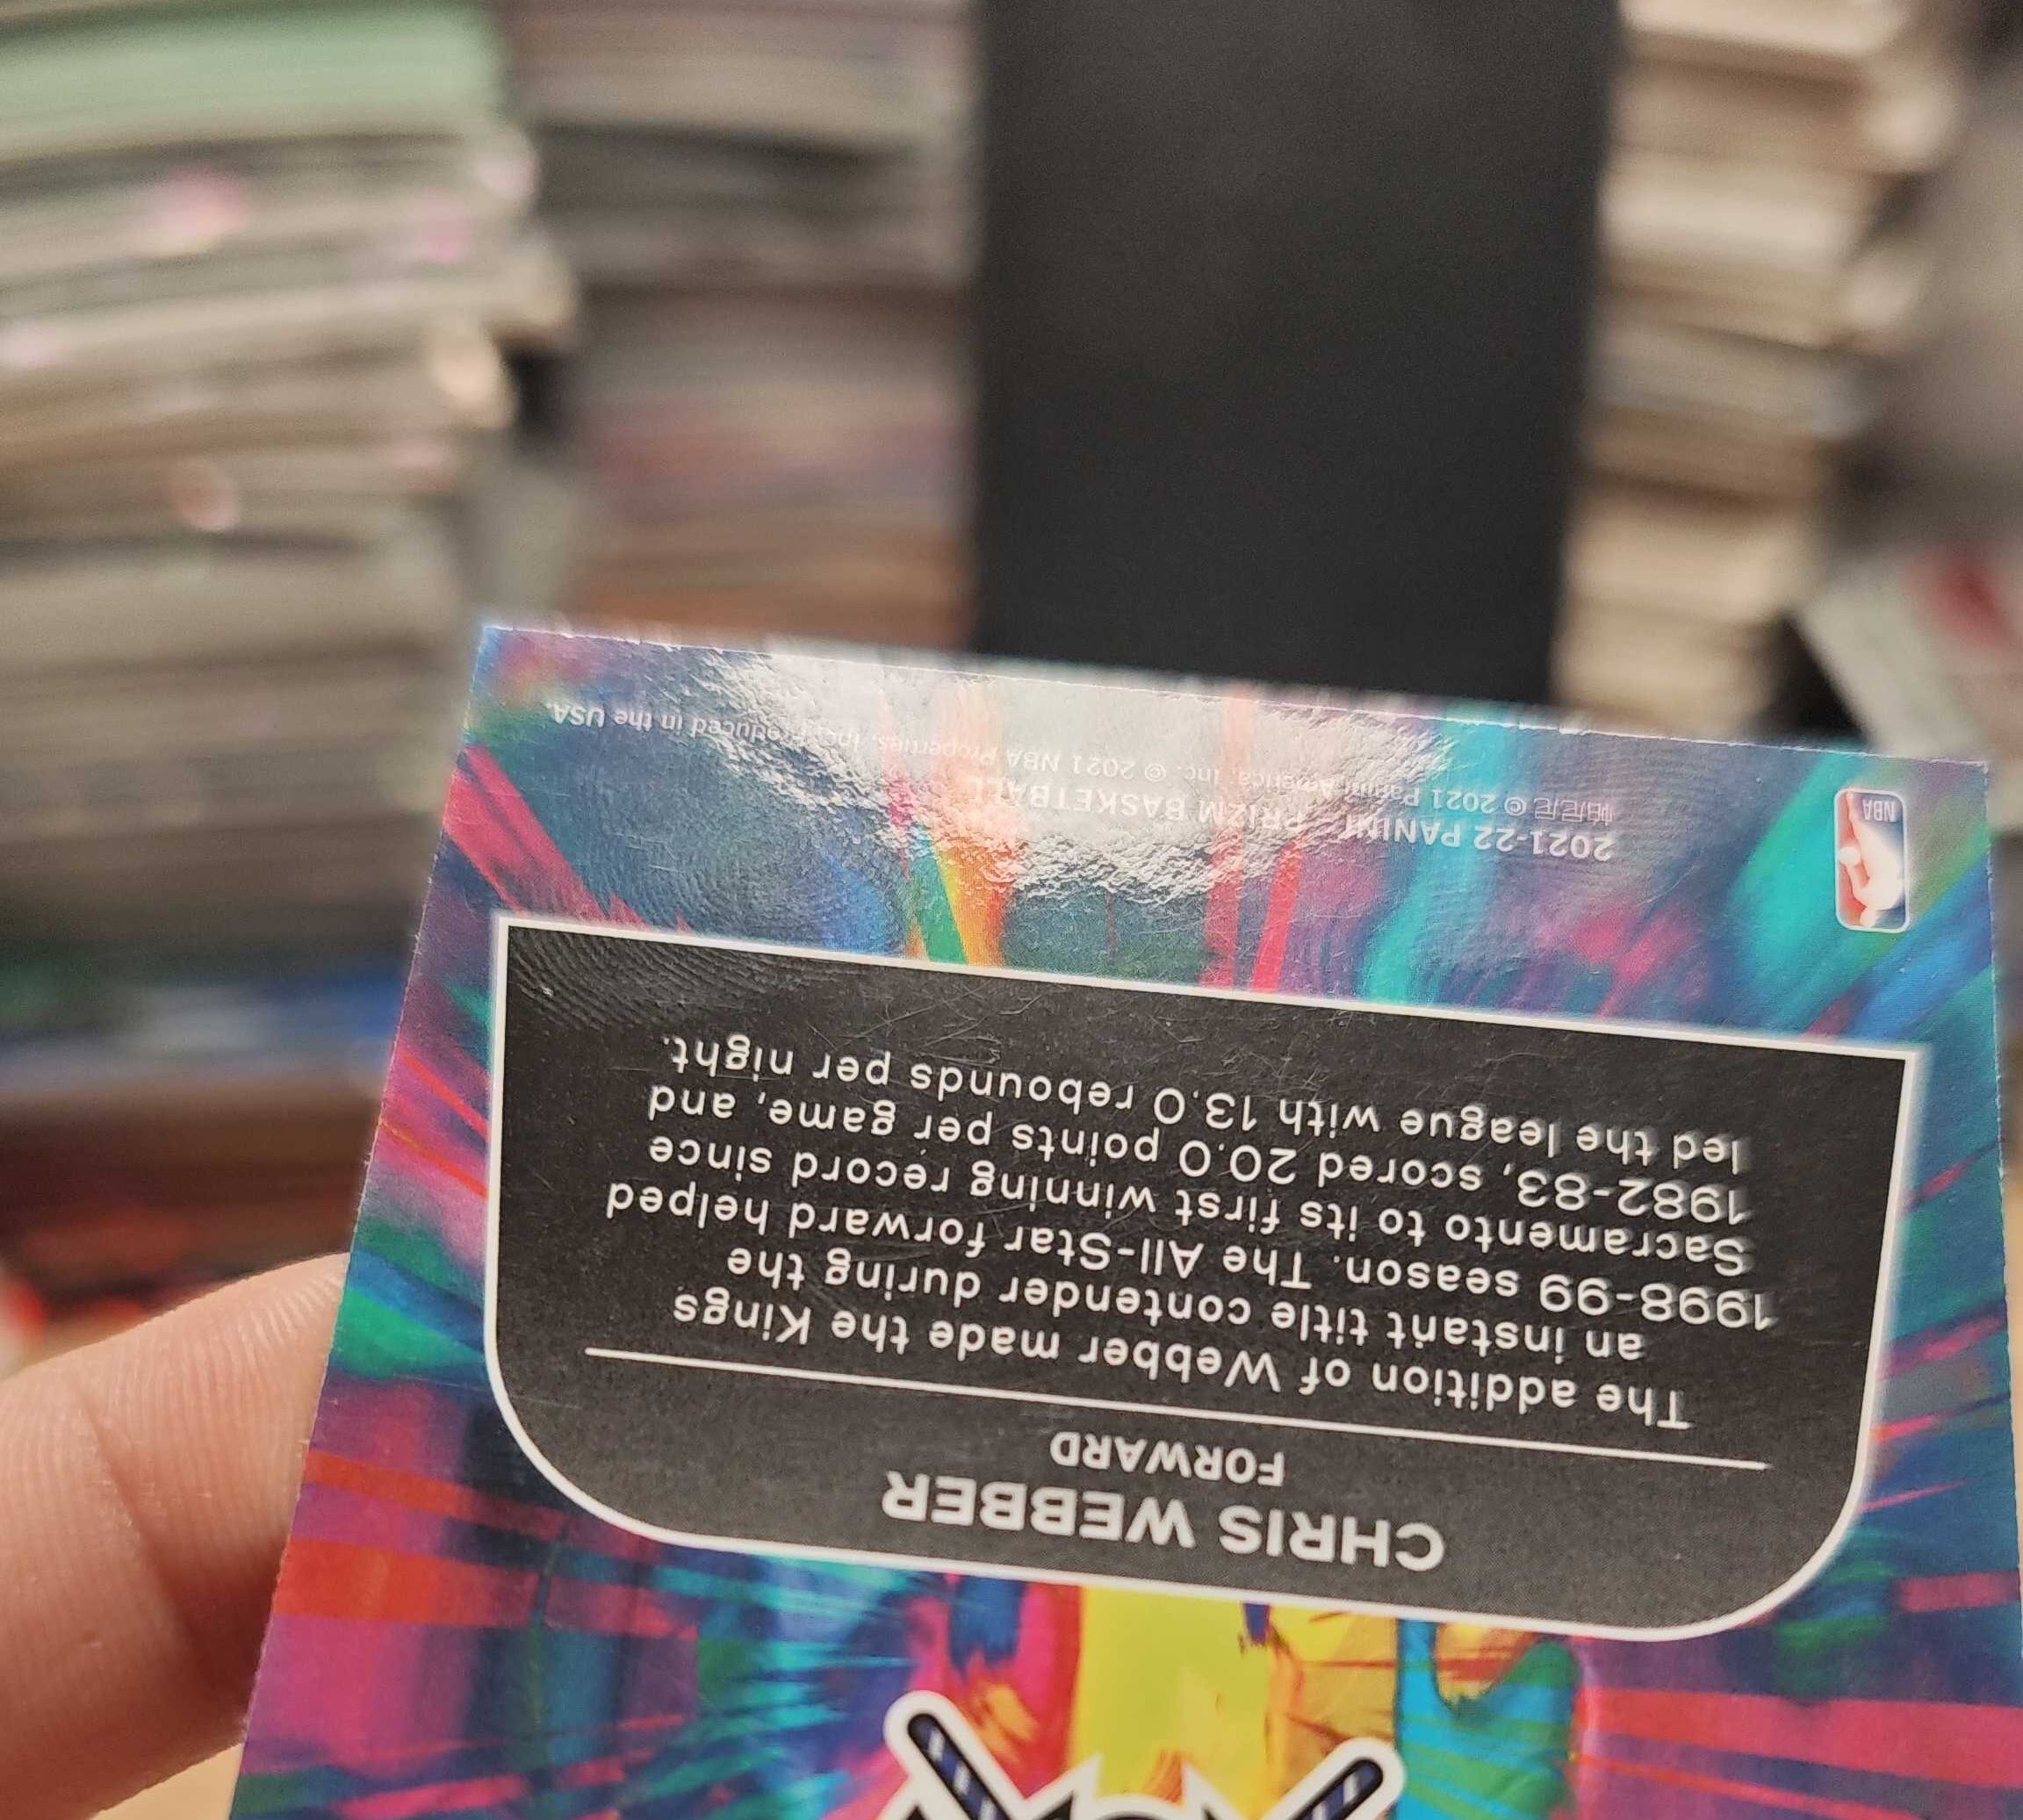 CHRIS WEBBER
FORWARD
The addition of Webber made the Kings
an instant title contender during the
1998-99 season. The All-Star forward helped
Sacramento to its first winning record since
1982-83, scored 20.0 points per game, and,
led the league with 13.0 rebounds per night.
2021-22 PANINI - PRIZM BASKETBALL
帕尼尼 © 2021 Panini America, Inc. © 2021 NBA Properties, Inc. Produced in the USA.
NBA